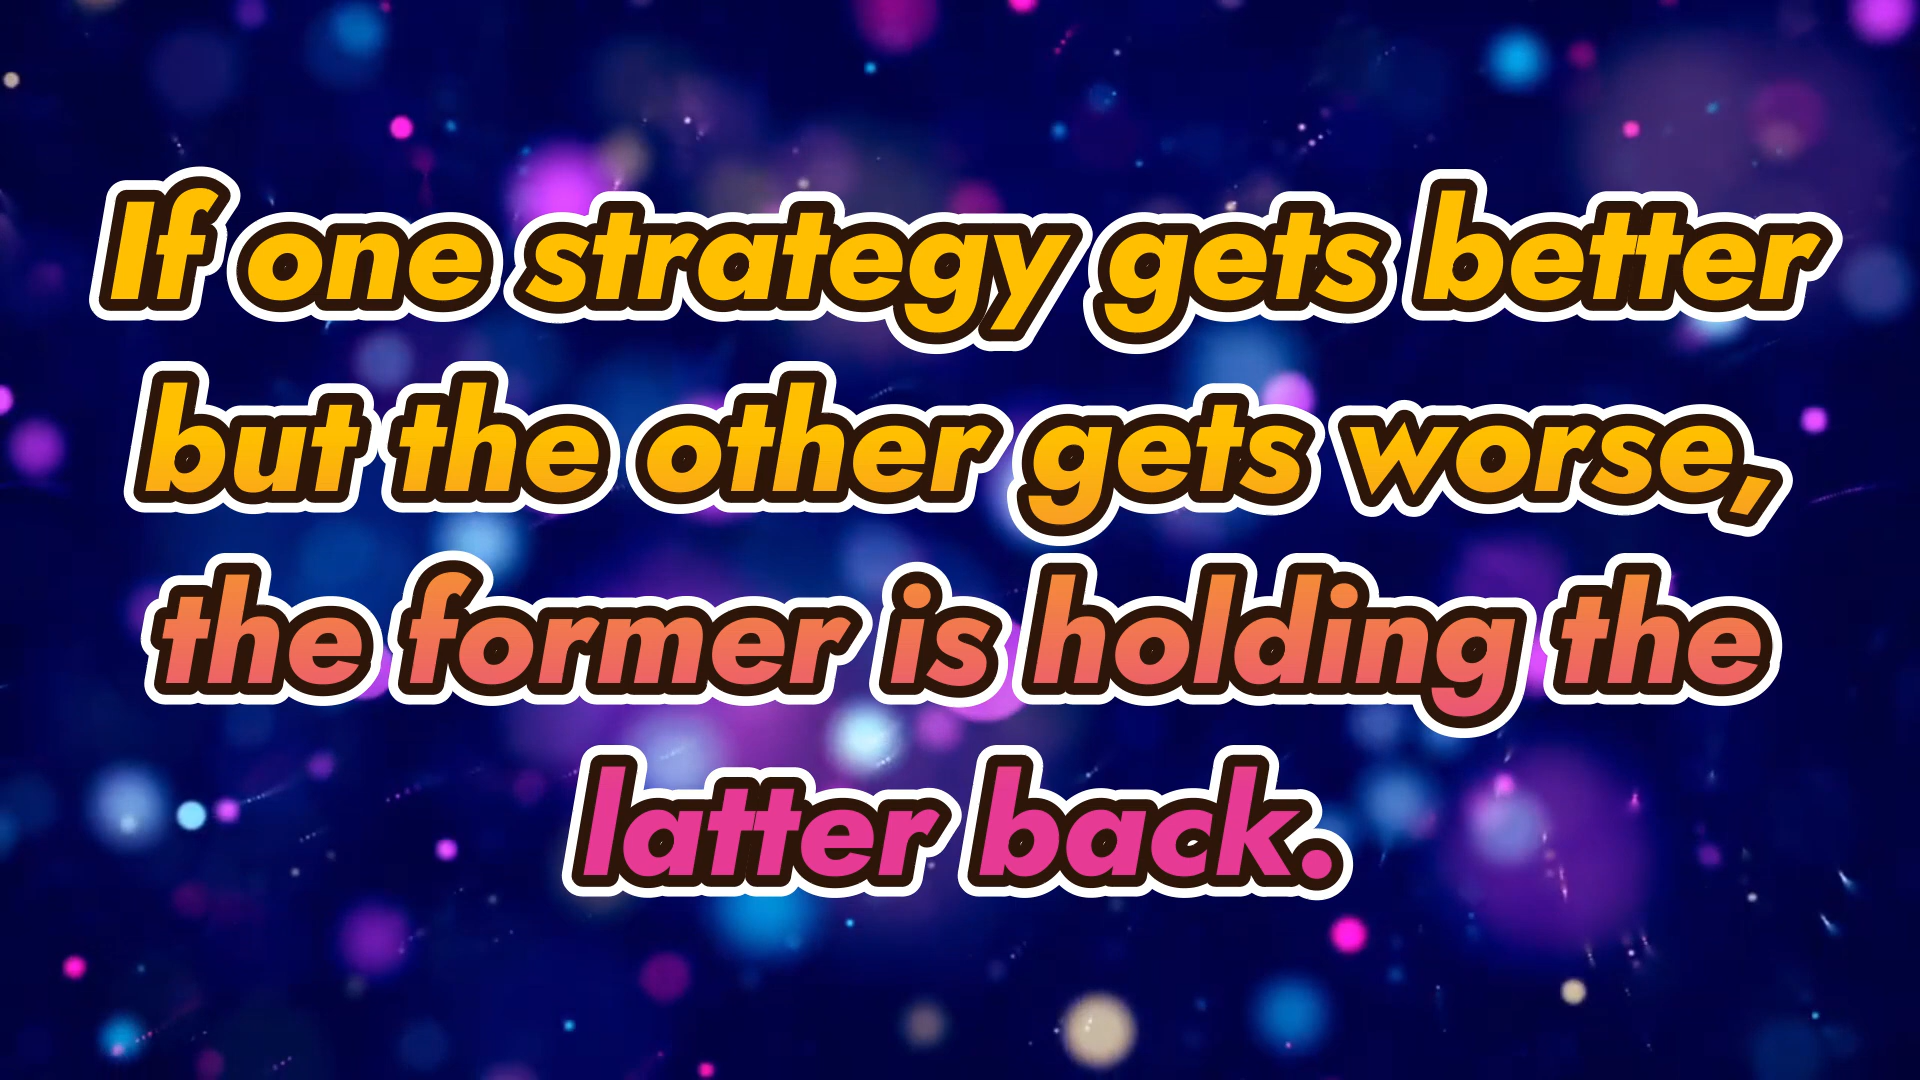 If one strategy gets better
but the other gets worse,
the former is holding the
latter back.